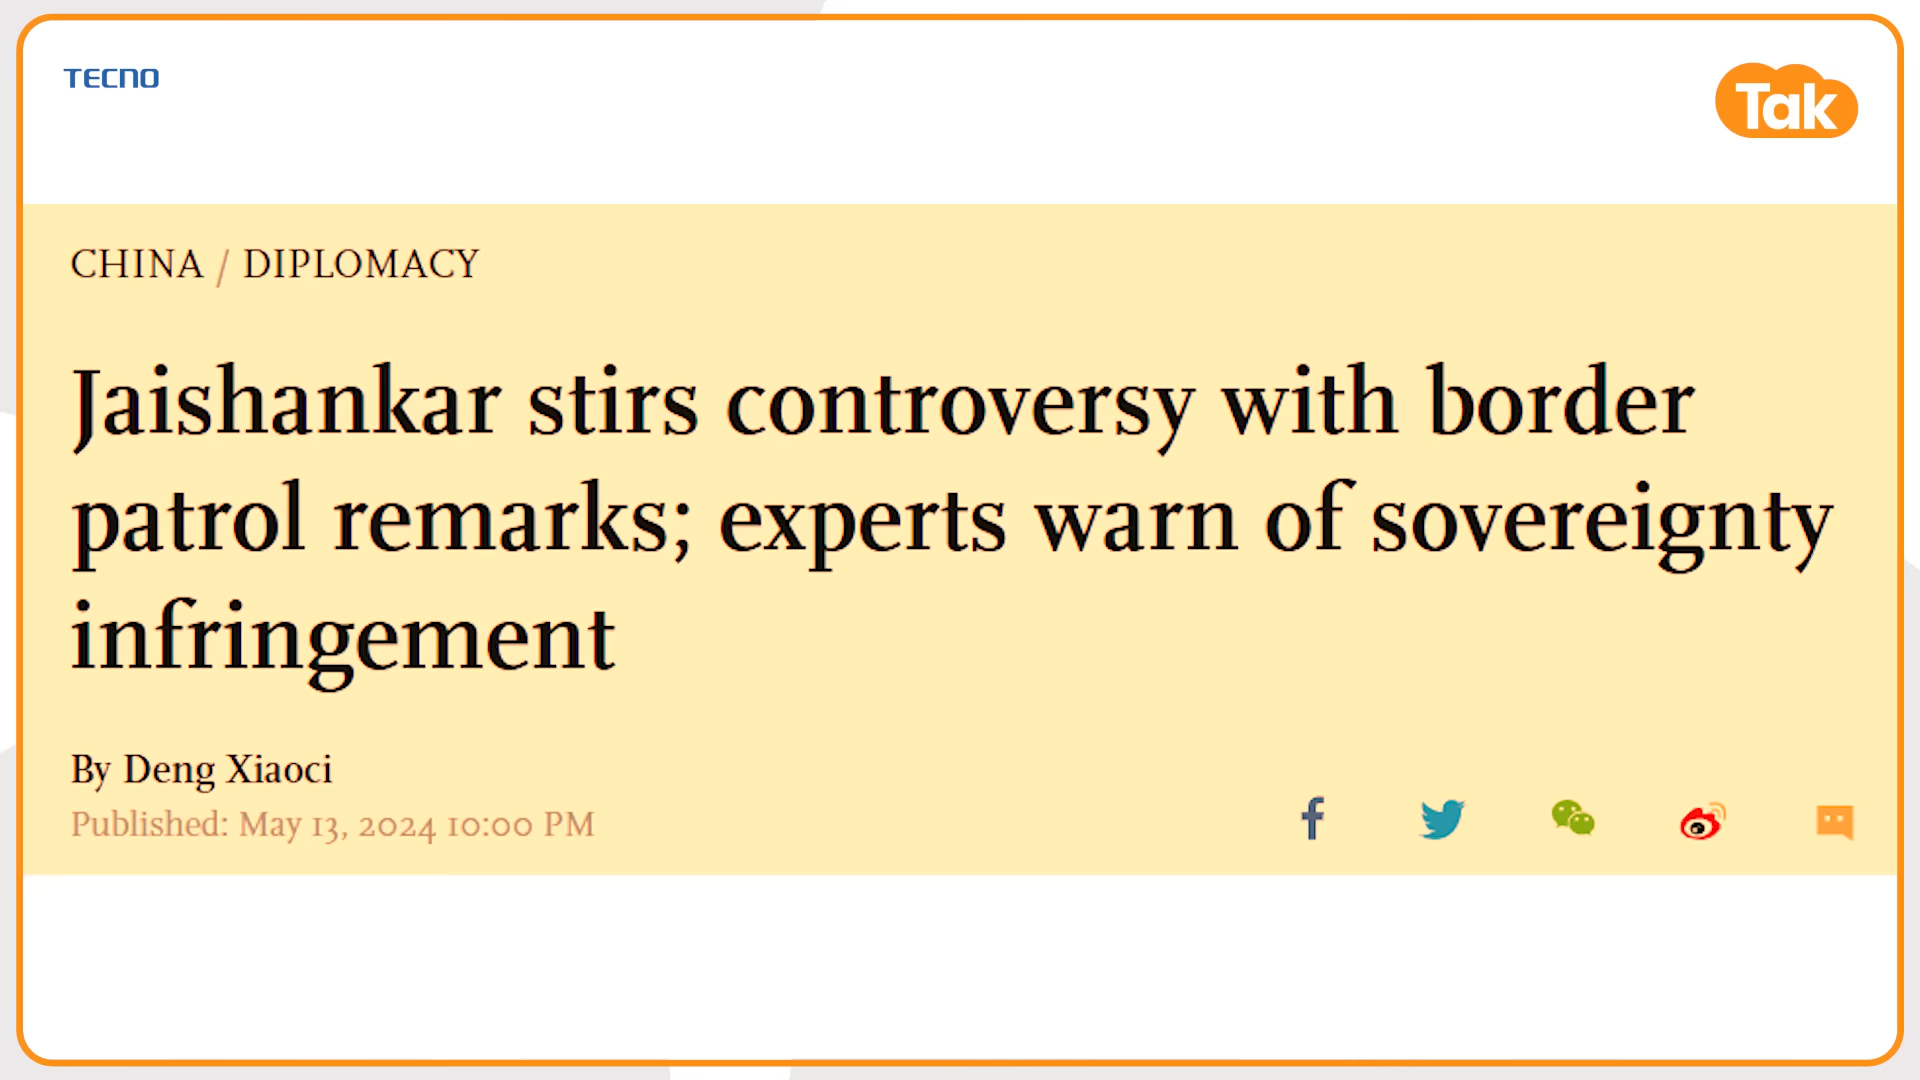 TECNO
Tak
CHINA / DIPLOMACY
Jaishankar stirs controversy with border
patrol remarks; experts warn of sovereignty
infringement
By Deng Xiaoci
Published: May 13, 2024 10:00 PM